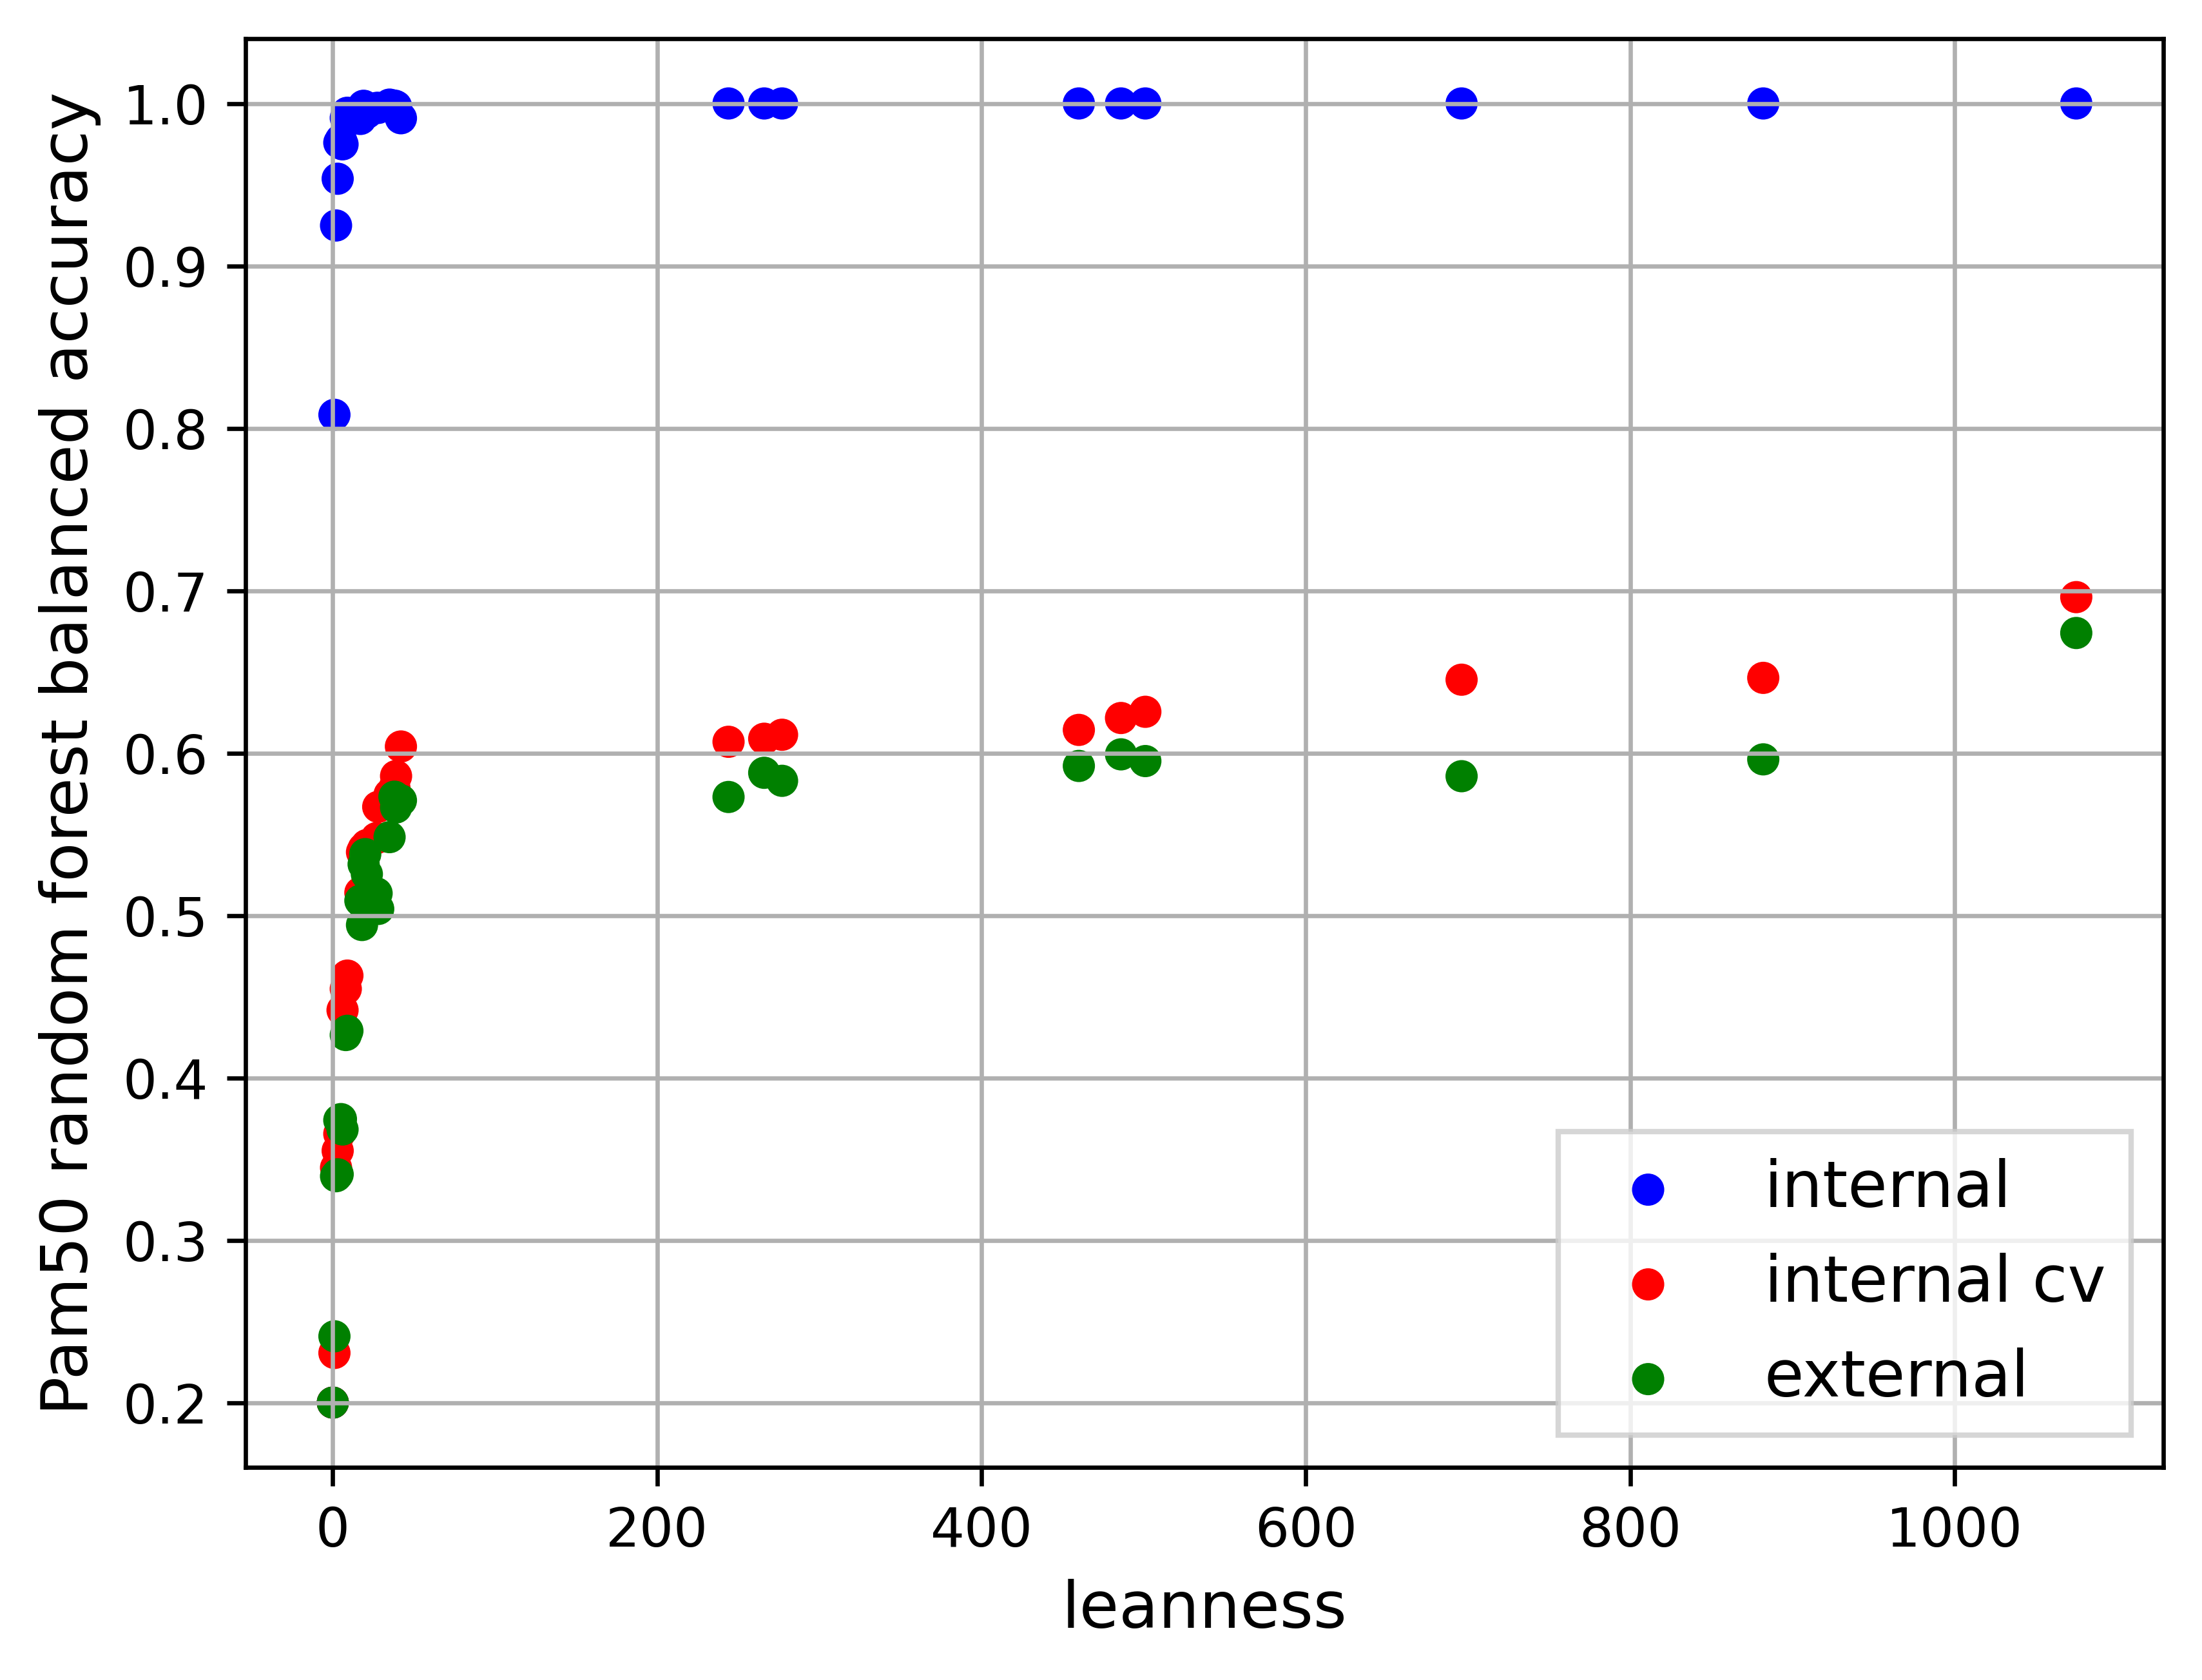 Pam50 random forest balanced accuracy
1.0
0.9
0.8
0.7
0.6
0.5
0.4
0.3
0.2
internal
internal cv
external
0 200 400 600 800 1000
leanness